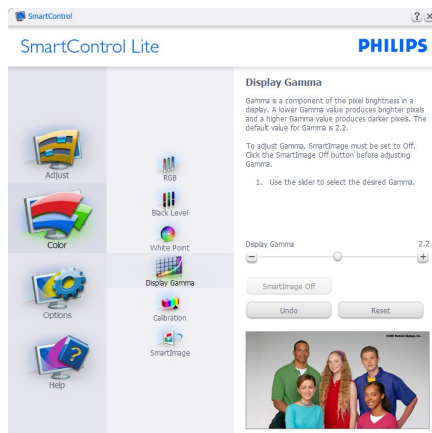 SmartControl
SmartControl Lite
PHILIPS
Adjust
Color
Options
Help
RGB
Black Level
White Point
Display Gamma
Calibration
SmartImage
Display Gamma
Gamma is a component of the pixel brightness in a
display. A lower Gamma value produces brighter pixels
and a higher Gamma value produces darker pixels. The
default value for Gamma is 2.2.
To adjust Gamma, SmartImage must be set to Off.
Click the SmartImage Off button before adjusting
Gamma.
1. Use the slider to select the desired Gamma.
Display Gamma 2.2
SmartImage Off
Undo Reset